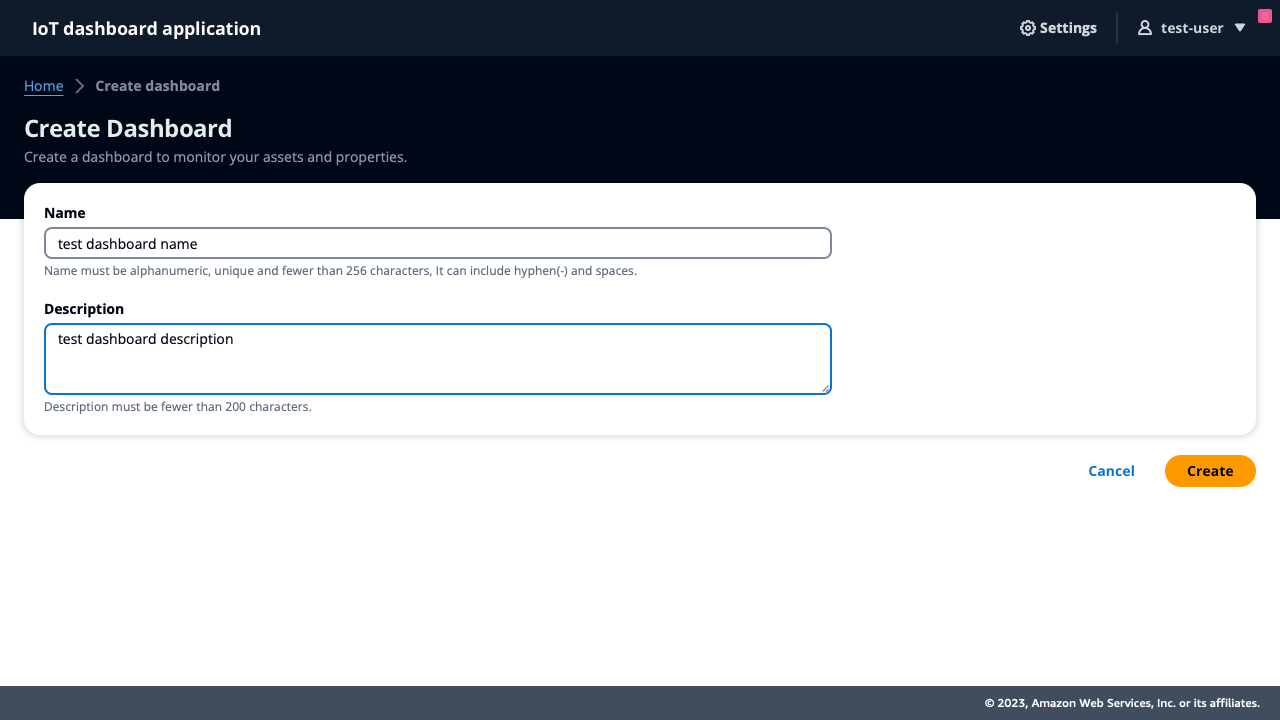 IoT dashboard application
Settings
test-user
Home
Create dashboard
Create Dashboard
Create a dashboard to monitor your assets and properties.
Name
test dashboard name
Name must be alphanumeric, unique and fewer than 256 characters, It can include hyphen(-) and spaces.
Description
test dashboard description
Description must be fewer than 200 characters.
Cancel
Create
© 2023, Amazon Web Services, Inc. or its affiliates.